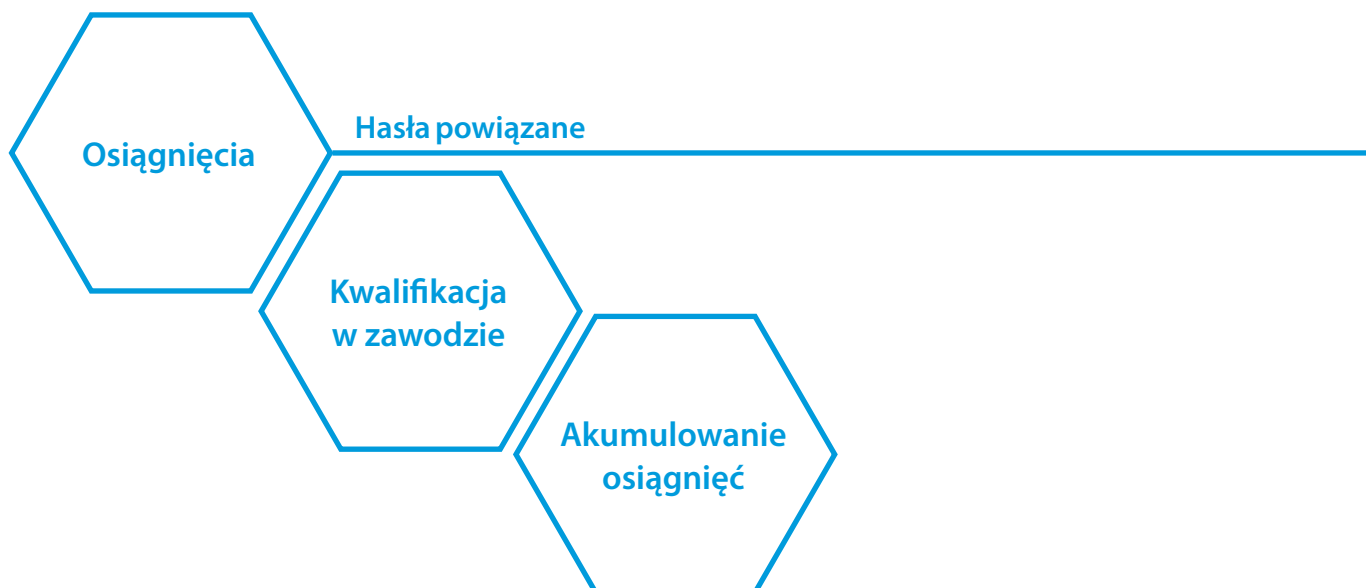 Hasła powiązane
Osiągnięcia
Kwalifikacja
w zawodzie
Akumulowanie
osiągnięć